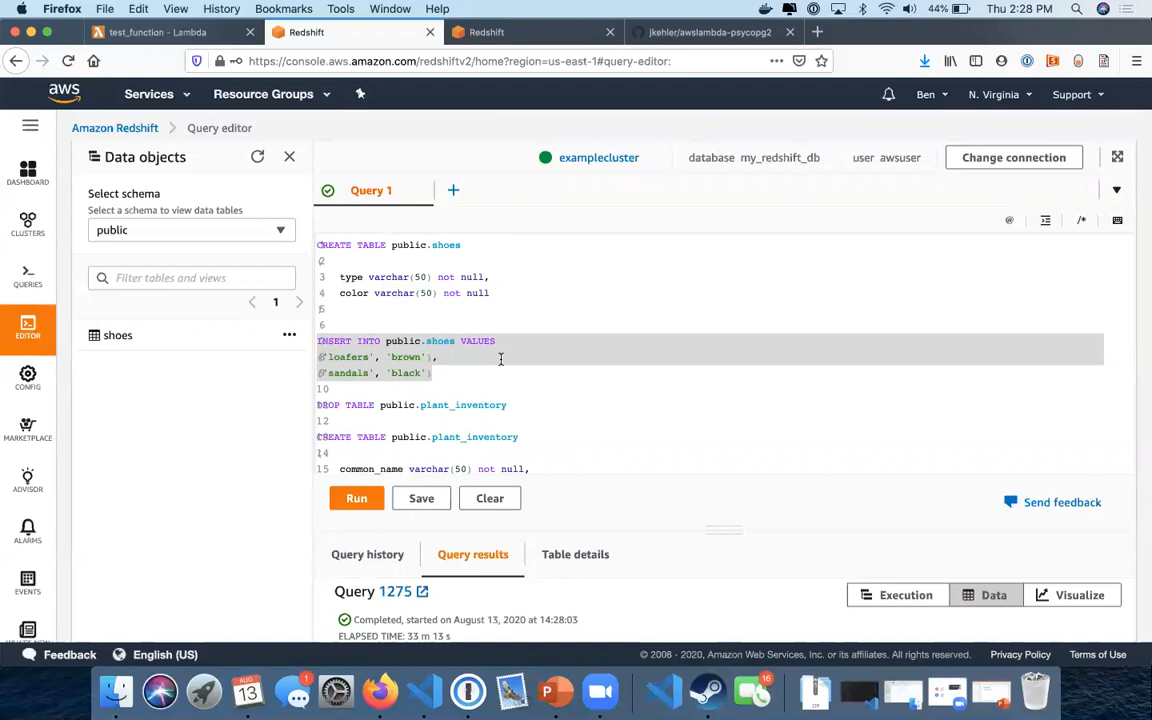 Firefox File Edit View History Bookmarks Tools Window Help 44% Thu 2:28 PM
test_function - Lambda Redshift Redshift jkehler/awslambda-psycopg2
https://console.aws.amazon.com/redshiftv2/home?region=us-east-1#query-editor:
aws Services Resource Groups Ben N. Virginia Support
Amazon Redshift Query editor
Data objects
examplecluster database my_redshift_db user awsuser Change connection
DASHBOARD
CLUSTERS
QUERIES
EDITOR
CONFIG
MARKETPLACE
ADVISOR
ALARMS
EVENTS
Select schema
Select a schema to view data tables
public
Filter tables and views
1
shoes
Query 1
@ /*
CREATE TABLE public.shoes
2
3 type varchar(50) not null,
4 color varchar(50) not null
5
6
INSERT INTO public.shoes VALUES
('loafers', 'brown'),
('sandals', 'black')
10
DROP TABLE public.plant_inventory
12
CREATE TABLE public.plant_inventory
14
15 common_name varchar(50) not null,
Run Save Clear
Send feedback
Query history Query results Table details
Query 1275 Execution Data Visualize
Completed, started on August 13, 2020 at 14:28:03
ELAPSED TIME: 33 m 13 s
Feedback English (US) © 2008 - 2020, Amazon Web Services, Inc. or its affiliates. All rights reserved. Privacy Policy Terms of Use
AUG
13
1
16